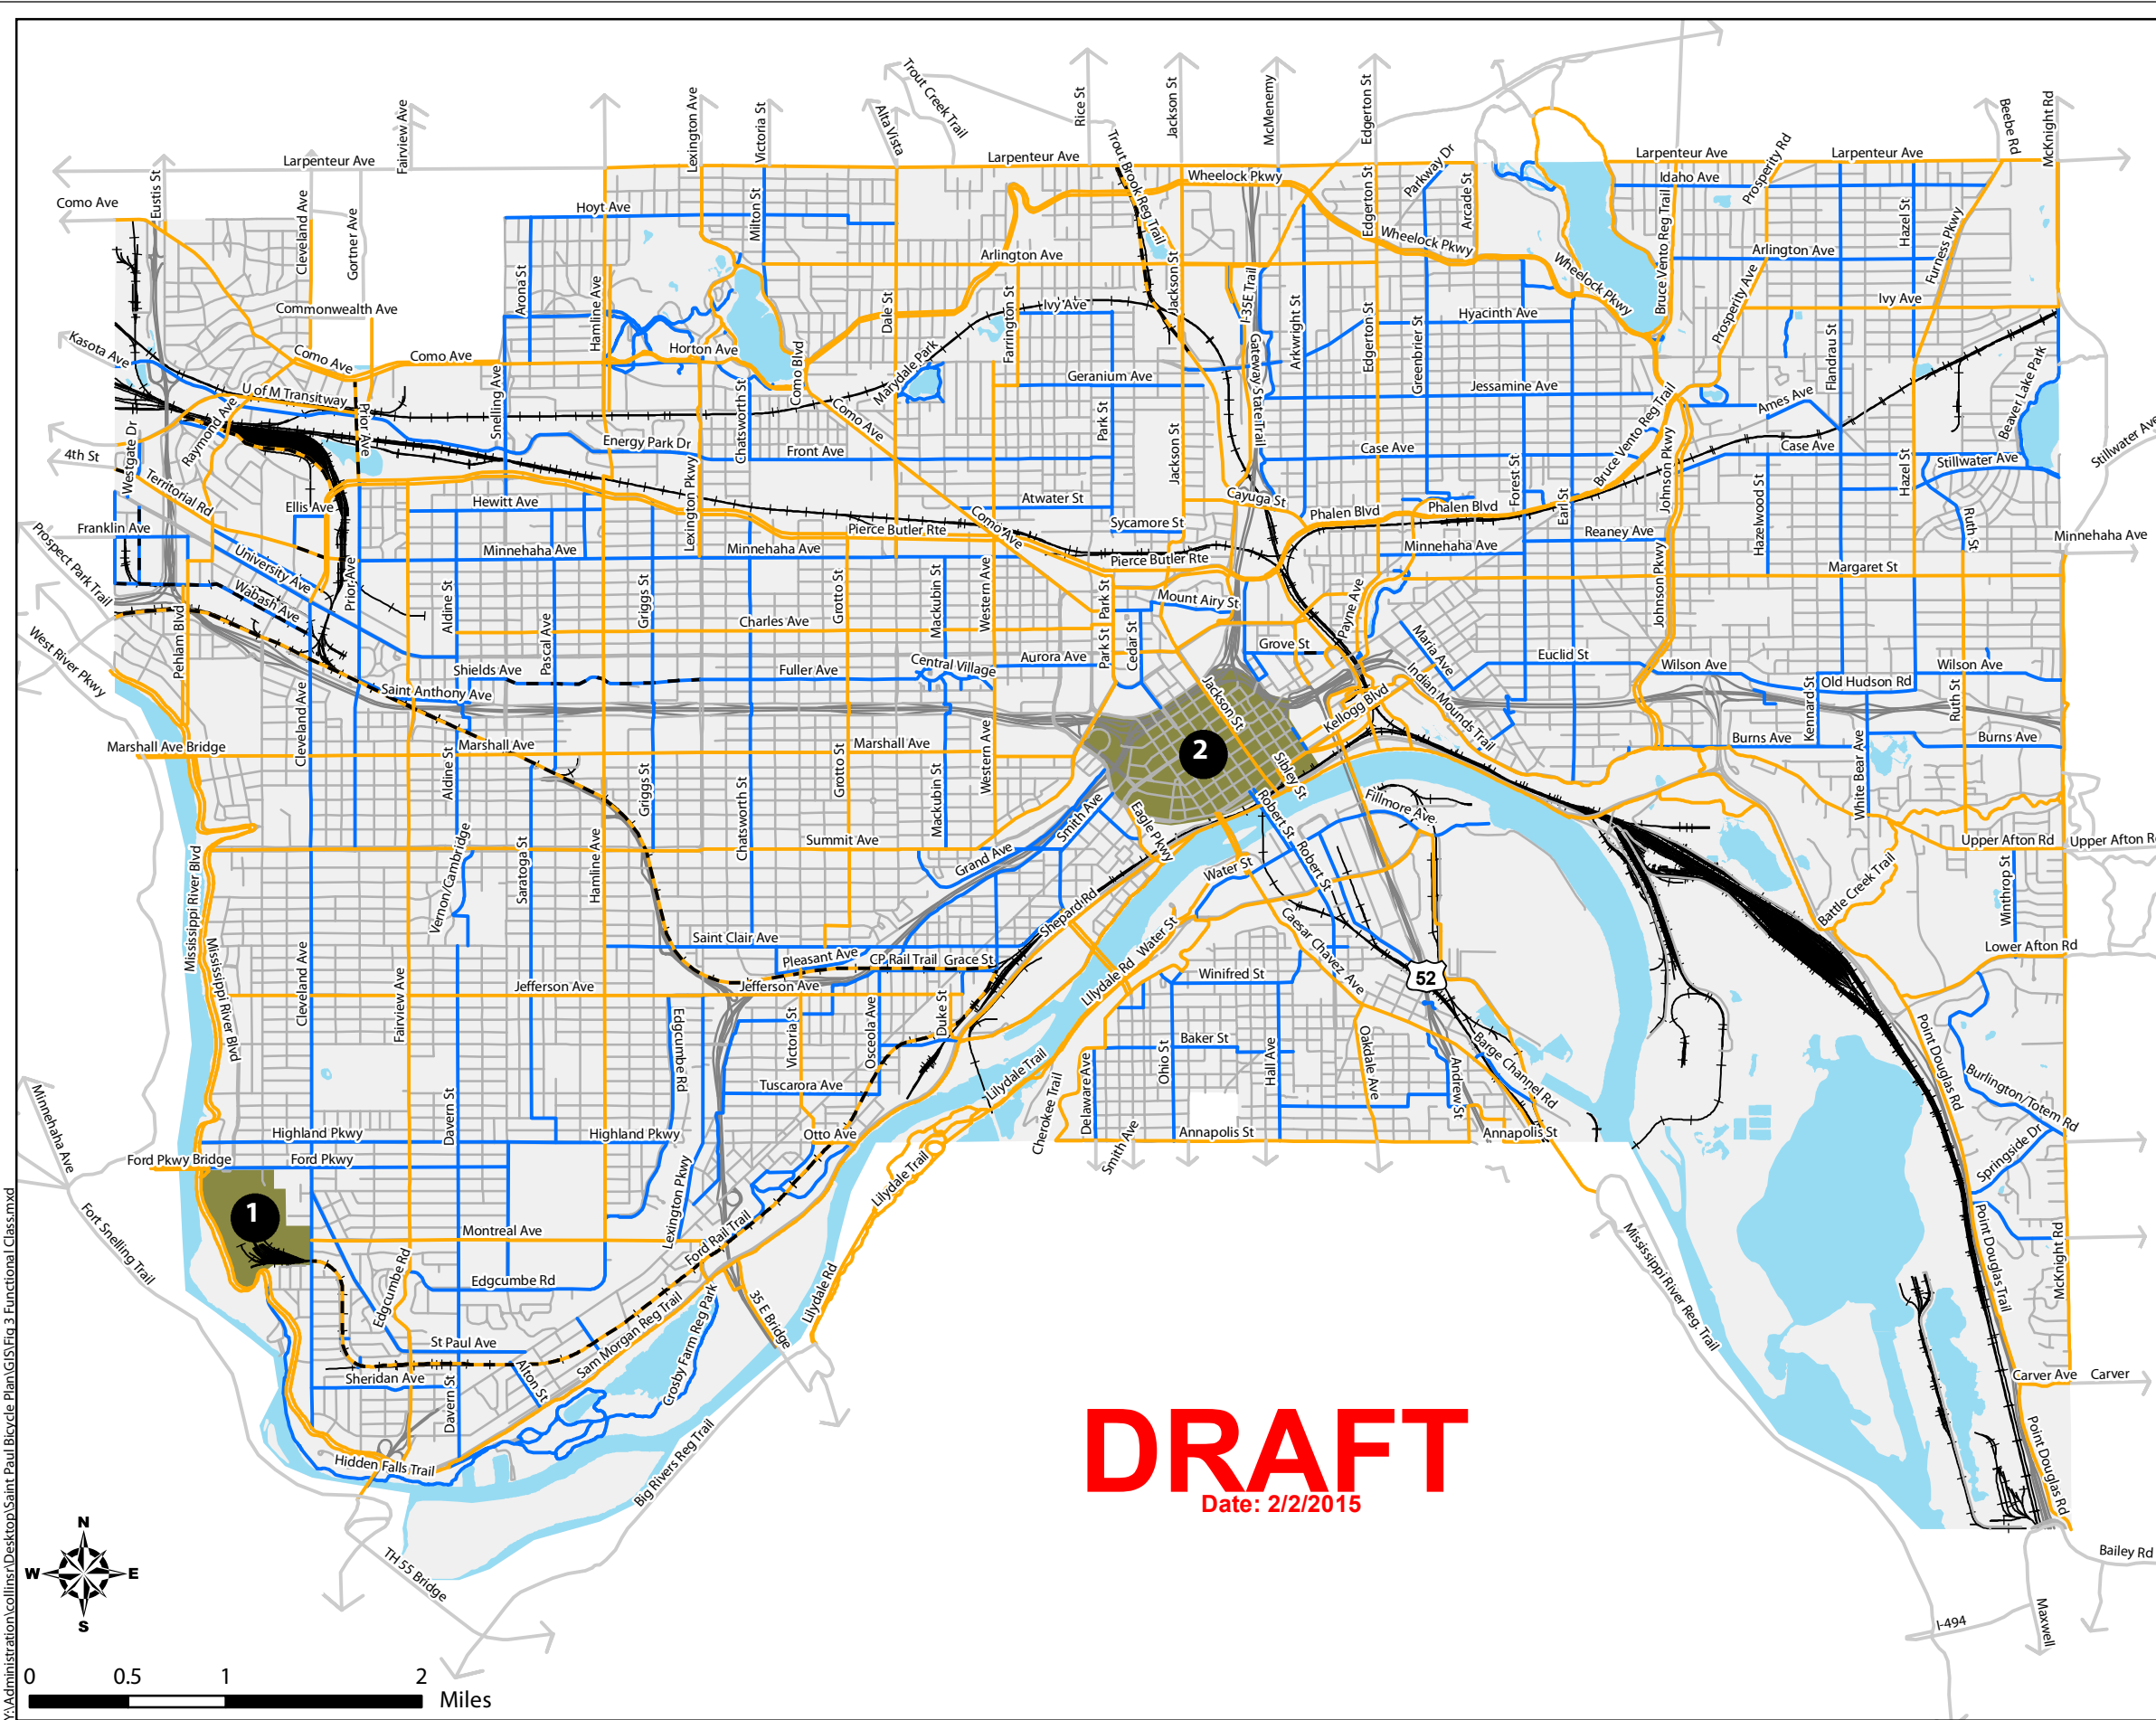 Trout Creek Trail
Fairview Ave
Lexington Ave
Victoria St
Alta Vista
Rice St
Jackson St
McMenemy
Edgerton St
Beebe Rd
McKnight Rd
Larpenteur Ave
Larpenteur Ave
Larpenteur Ave
Larpenteur Ave
Como Ave
Eustis St
Cleveland Ave
Gortner Ave
Hoyt Ave
Milton St
Trout Brook Reg Trail
Wheelock Pkwy
Edgerton St
Parkway Dr
Arcade St
Idaho Ave
Prosperity Rd
Bruce Vento Reg Trail
Hazel St
Furness Pkwy
Wheelock Pkwy
Wheelock Pkwy
Arlington Ave
Arlington Ave
Arona St
Hamline Ave
Dale St
Farrington St
Ivy Ave
Jackson St
I-35E Trail
Arkwright St
Edgerton St
Greenbrier St
Hyacinth Ave
Prosperity Ave
Ivy Ave
Flandrau St
Commonwealth Ave
Kasota Ave
Como Ave
Como Ave
Horton Ave
Como Blvd
Marydale Park
Geranium Ave
Gateway State Trail
Jessamine Ave
Ames Ave
Beaver Lake Park
U of M Transitway
Raymond Ave
Prior Ave
Snelling Ave
Chatsworth St
Como Ave
Park St
Jackson St
Energy Park Dr
Front Ave
Case Ave
Case Ave
Stillwater Ave
Stillwater Ave
4th St
Westgate Dr
Territorial Rd
Lexington Pkwy
Forest St
Earl St
Bruce Vento Reg Trail
Johnson Pkwy
Hazelwood St
Hazel St
Ruth St
Ellis Ave
Hewitt Ave
Atwater St
Cayuga St
Phalen Blvd
Phalen Blvd
Franklin Ave
Pierce Butler Rte
Como Ave
Sycamore St
Reaney Ave
Minnehaha Ave
Minnehaha Ave
Minnehaha Ave
Minnehaha Ave
Prospect Park Trail
University Ave
Wabash Ave
Prior Ave
Pierce Butler Rte
Margaret St
Pehlam Blvd
Aldine St
Pascal Ave
Griggs St
Grotto St
Mackubin St
Western Ave
Park St
Mount Airy St
Payne Ave
Johnson Pkwy
Charles Ave
Park St
Cedar St
Grove St
Maria Ave
West River Pkwy
Shields Ave
Fuller Ave
Central Village
Aurora Ave
Euclid St
Wilson Ave
Wilson Ave
Saint Anthony Ave
Jackson St
Kellogg Blvd
Indian Mounds Trail
Old Hudson Rd
Kennard St
Ruth St
Cleveland Ave
Marshall Ave Bridge
Marshall Ave
Marshall Ave
Western Ave
2
Burns Ave
Burns Ave
White Bear Ave
Aldine St
Griggs St
Chatsworth St
Grotto St
Mackubin St
Sibley St
Fillmore Ave.
Smith Ave
Eagle Pkwy
Robert St
Robert St
Summit Ave
Grand Ave
Water St
Upper Afton Rd
Upper Afton Rd
Mississippi River Blvd
Vernon/Cambridge
Saratoga St
Hamline Ave
Shepard Rd
Battle Creek Trail
Winthrop St
Saint Clair Ave
Water St
Caesar Chavez Ave
Lower Afton Rd
Mississippi River Blvd
Cleveland Ave
Fairview Ave
Pleasant Ave
CP Rail Trail
Grace St
Lilydale Rd
Winifred St
52
Jefferson Ave
Jefferson Ave
Edgcumbe Rd
Victoria St
Osceola Ave
Duke St
Baker St
Ohio St
Hall Ave
Oakdale Ave
Andrew St
Barge Channel Rd
Point Douglas Rd
Minnehaha Ave
Davern St
Tuscarora Ave
Lilydale Trail
Cherokee Trail
Delaware Ave
Smith Ave
Burlington/Totem Rd
Highland Pkwy
Highland Pkwy
Otto Ave
Annapolis St
Annapolis St
Ford Pkwy Bridge
Ford Pkwy
Lilydale Trail
Springside Dr
1
Montreal Ave
Lexington Pkwy
Ford Rail Trail
Fort Snelling Trail
Mississippi River Reg. Trail
Point Douglas Trail
McKnight Rd
Edgcumbe Rd
Edgcumbe Rd
Crosby Farm Reg Park
35 E Bridge
Lilydale Rd
St Paul Ave
Sam Morgan Reg Trail
Sheridan Ave
Alton St
Davern St
Carver Ave
Carver
DRAFT
Date: 2/2/2015
Hidden Falls Trail
Big Rivers Reg Trail
Point Douglas Rd
TH 55 Bridge
Bailey Rd
I-494
Maxwell
N
W
E
S
0
0.5
1
2
Miles
Y:\Administration\collinsr\Desktop\Saint Paul Bicycle Plan\GIS\Fig 3 Functional Class.mxd